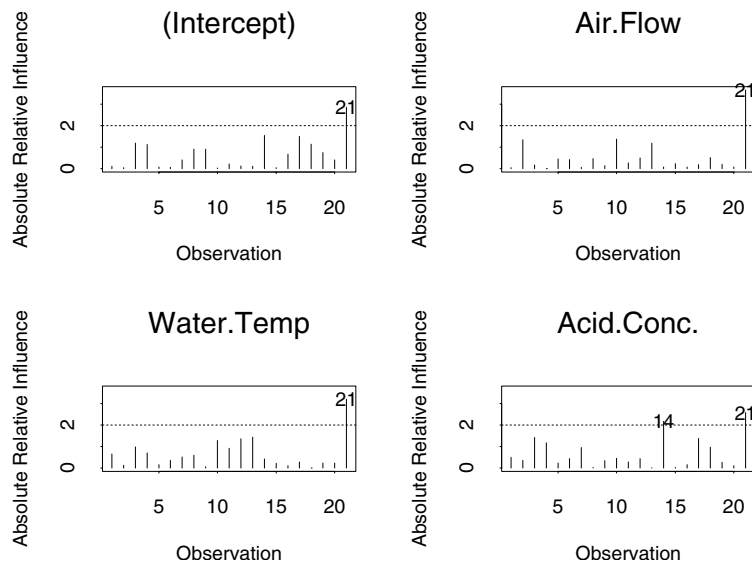 (Intercept)
Absolute Relative Influence
0 2
21
5 10 15 20
Observation
Air.Flow
Absolute Relative Influence
0 2
21
5 10 15 20
Observation
Water.Temp
Absolute Relative Influence
0 2
21
5 10 15 20
Observation
Acid.Conc.
Absolute Relative Influence
0 2
14 21
5 10 15 20
Observation